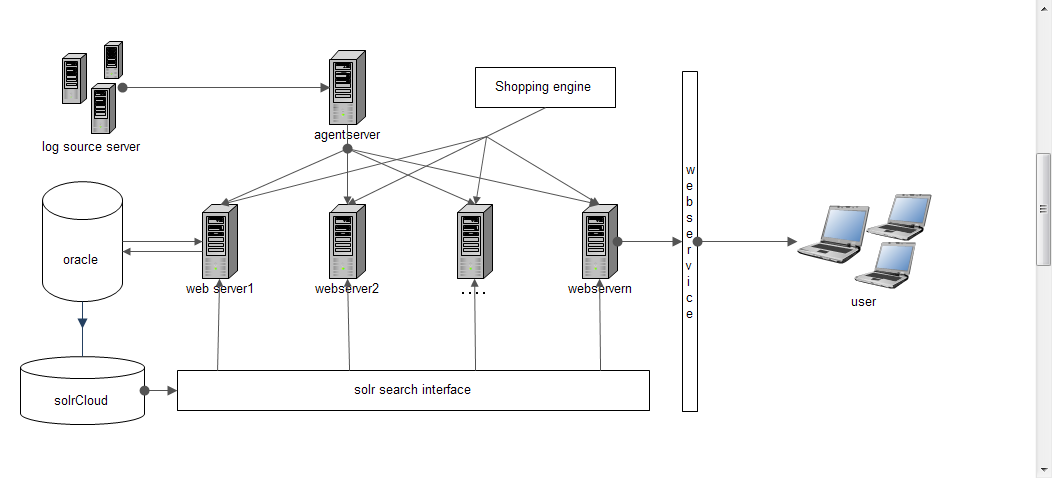 Shopping engine
agentserver
log source server
webservice
oracle
web server1
webserver2
....
webservern
user
solr search interface
solrCloud